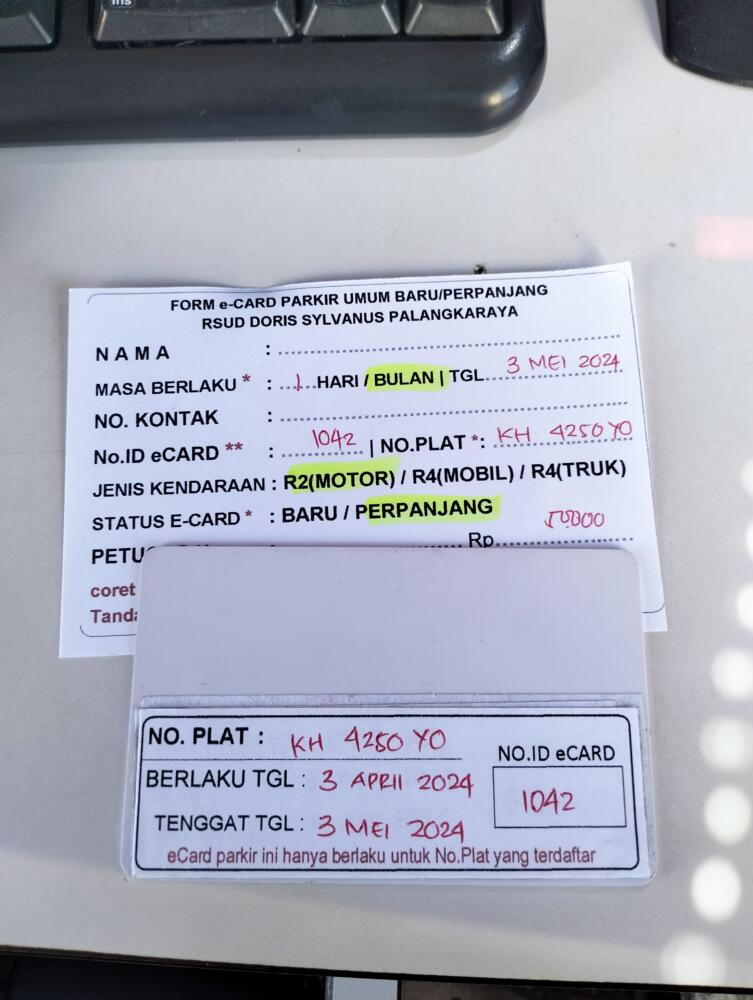 Ins
FORM e-CARD PARKIR UMUM BARU/PERPANJANG
RSUD DORIS SYLVANUS PALANGKARAYA
N A M A :
MASA BERLAKU * : 1 HARI / BULAN | TGL 3 MEI 2024
NO. KONTAK :
No.ID eCARD ** : 1042 | NO.PLAT *: KH 4250 YO
JENIS KENDARAAN : R2(MOTOR) / R4(MOBIL) / R4(TRUK)
STATUS E-CARD * : BARU / PERPANJANG
Rp
coret
NO. PLAT : KH 4250 YO
NO.ID eCARD
BERLAKU TGL : 3 APRIL 2024
1042
TENGGAT TGL : 3 MEI 2024
eCard parkir ini hanya berlaku untuk No.Plat yang terdaftar